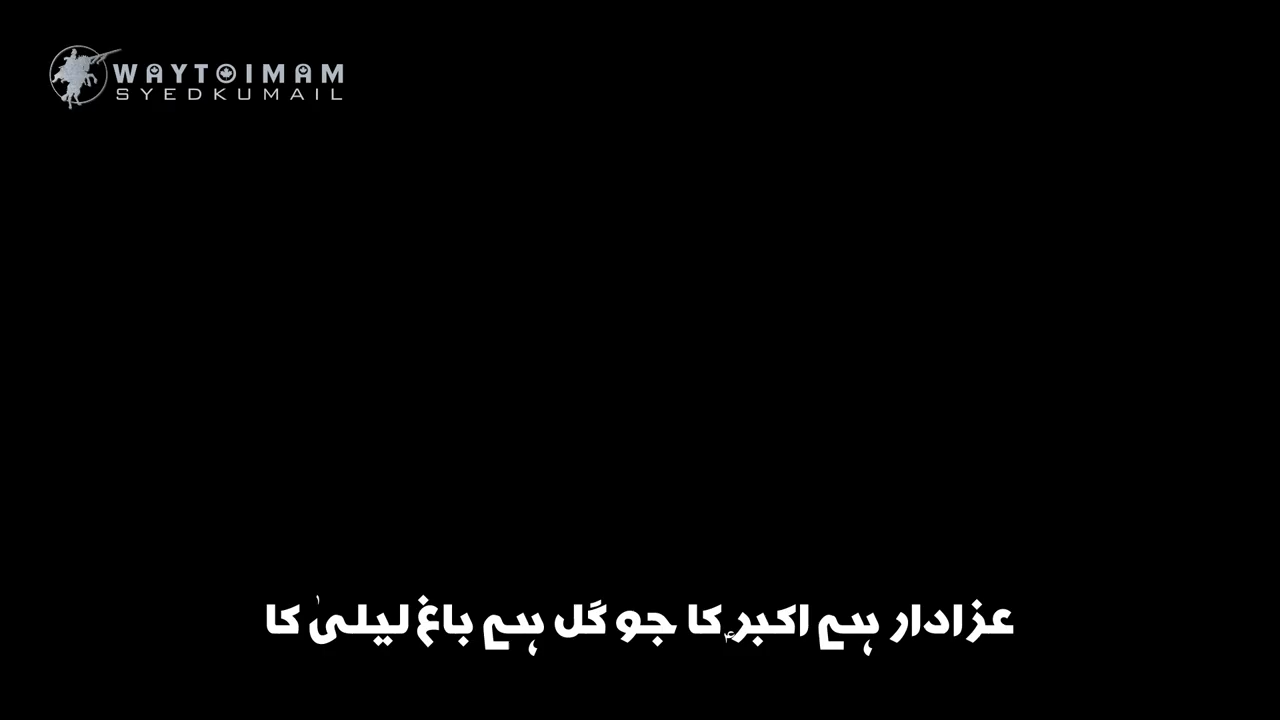 WAYTOIMAM
SYEDKUMAIL
عزادار ہے اکبرؑ کا جو گل ہے باغ لیلیٰ کا